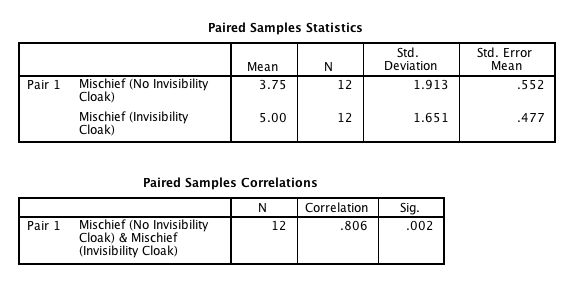 Paired Samples Statistics
Mean N Std. Deviation Std. Error Mean
Pair 1 Mischief (No Invisibility Cloak) 3.75 12 1.913 .552
Mischief (Invisibility Cloak) 5.00 12 1.651 .477
Paired Samples Correlations
N Correlation Sig.
Pair 1 Mischief (No Invisibility Cloak) & Mischief (Invisibility Cloak) 12 .806 .002